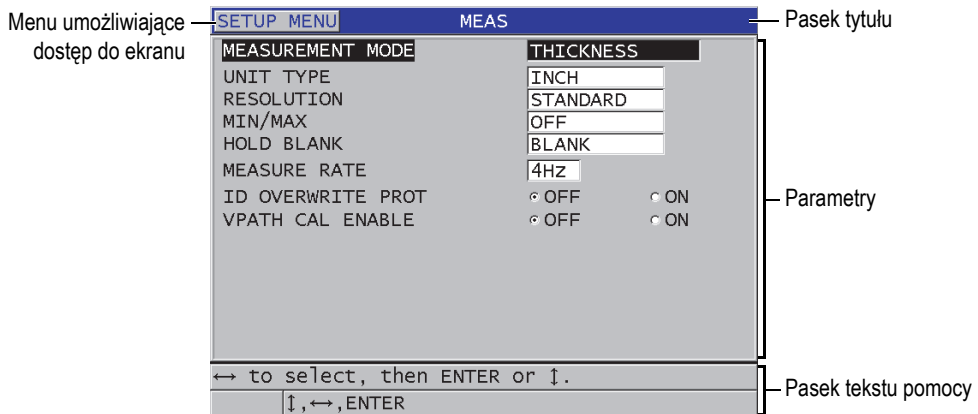 Menu umożliwiające dostęp do ekranu
SETUP MENU MEAS
Pasek tytułu
MEASUREMENT MODE THICKNESS
UNIT TYPE INCH
RESOLUTION STANDARD
MIN/MAX OFF
HOLD BLANK BLANK
MEASURE RATE 4Hz
ID OVERWRITE PROT OFF ON
VPATH CAL ENABLE OFF ON
Parametry
↔ to select, then ENTER or ↕.
↕,↔,ENTER
Pasek tekstu pomocy